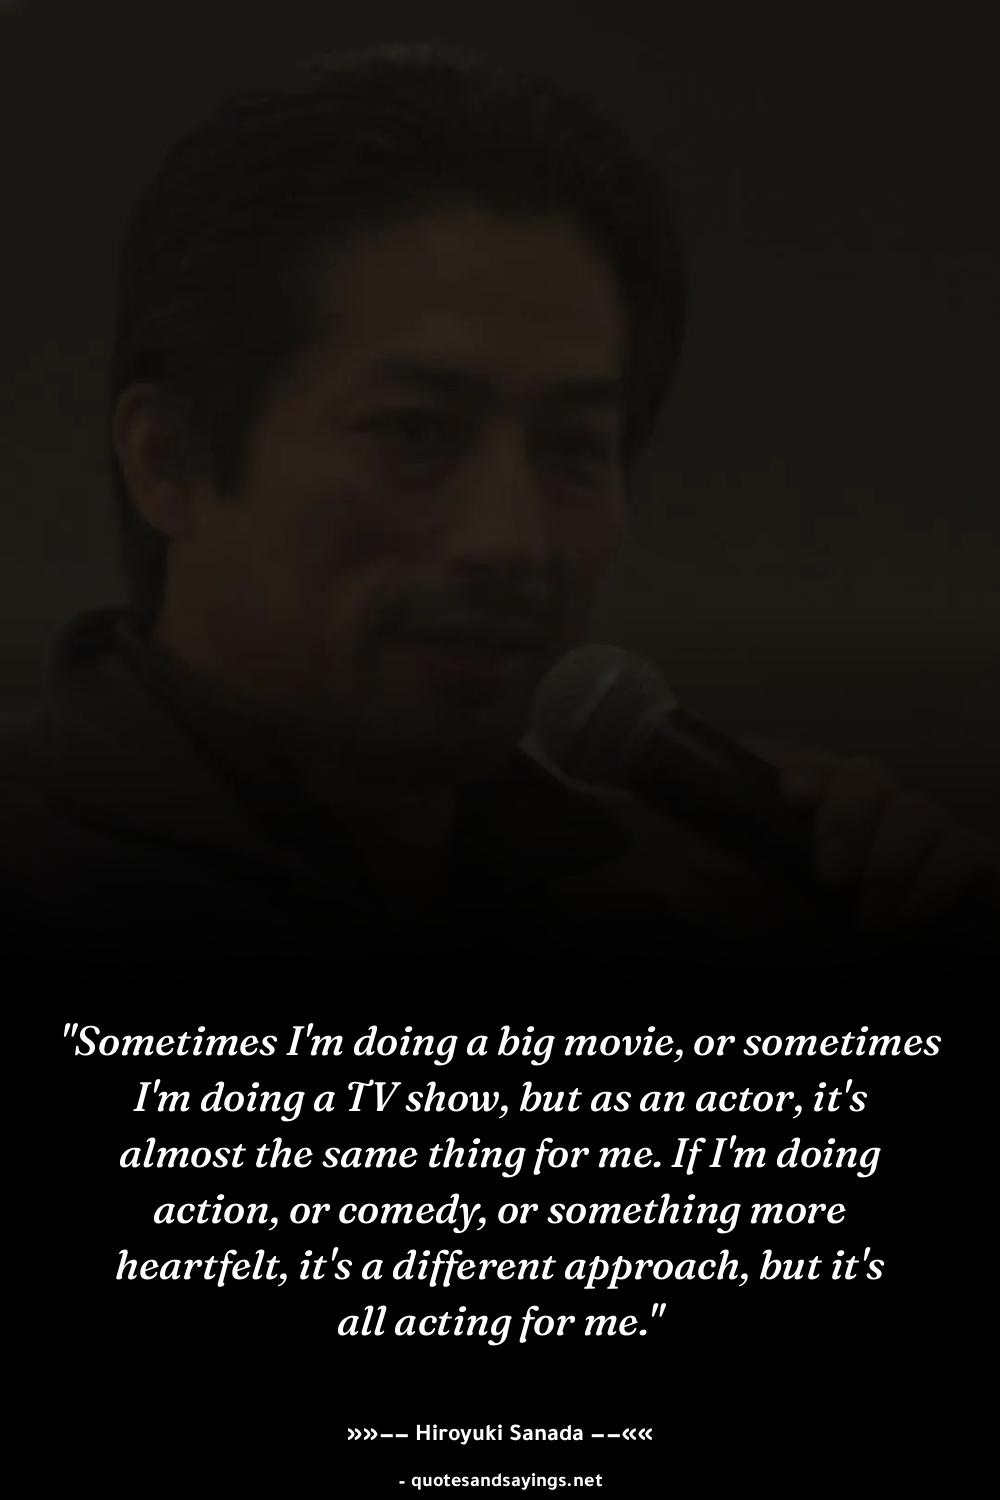 "Sometimes I'm doing a big movie, or sometimes
I'm doing a TV show, but as an actor, it's
almost the same thing for me. If I'm doing
action, or comedy, or something more
heartfelt, it's a different approach, but it's
all acting for me."
»»—— Hiroyuki Sanada ——««
- quotesandsayings.net